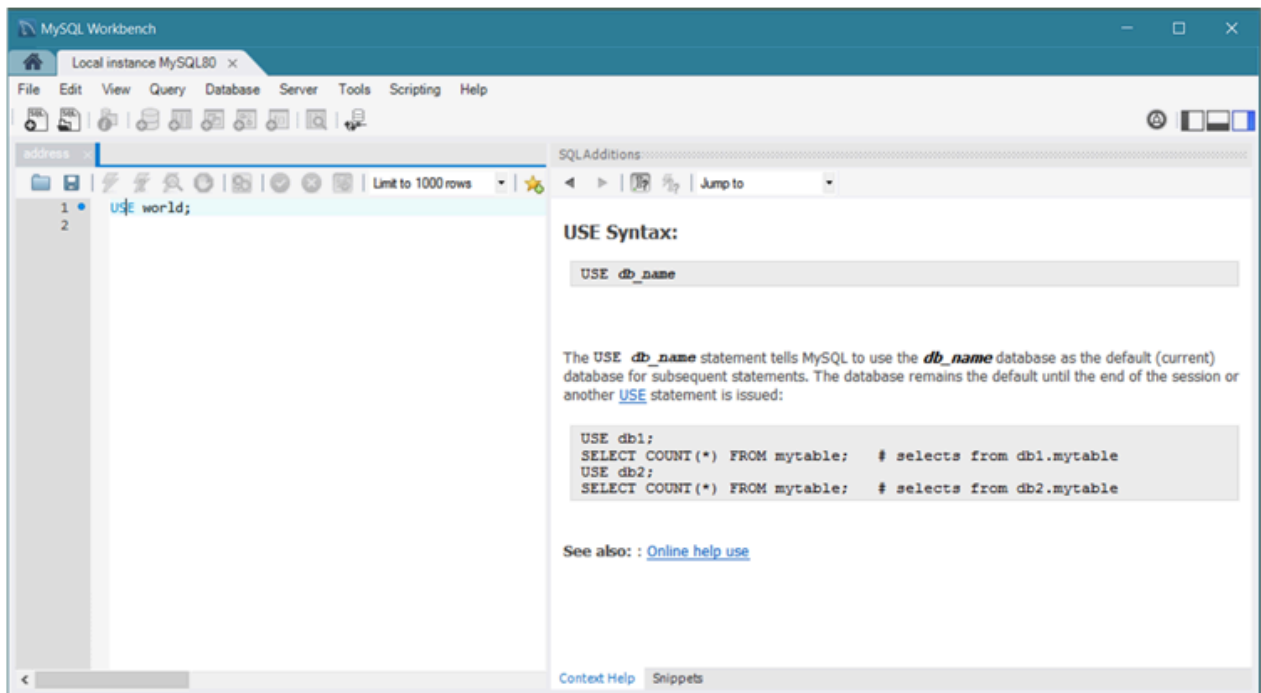 MySQL Workbench
Local instance MySQL80
File Edit View Query Database Server Tools Scripting Help
address
SQLAdditions
Limit to 1000 rows
Jump to
1 USE world;
2
USE Syntax:
USE db_name
The USE db_name statement tells MySQL to use the db_name database as the default (current)
database for subsequent statements. The database remains the default until the end of the session or
another USE statement is issued:
USE db1;
SELECT COUNT(*) FROM mytable;   # selects from db1.mytable
USE db2;
SELECT COUNT(*) FROM mytable;   # selects from db2.mytable
See also: : Online help use
Context Help Snippets